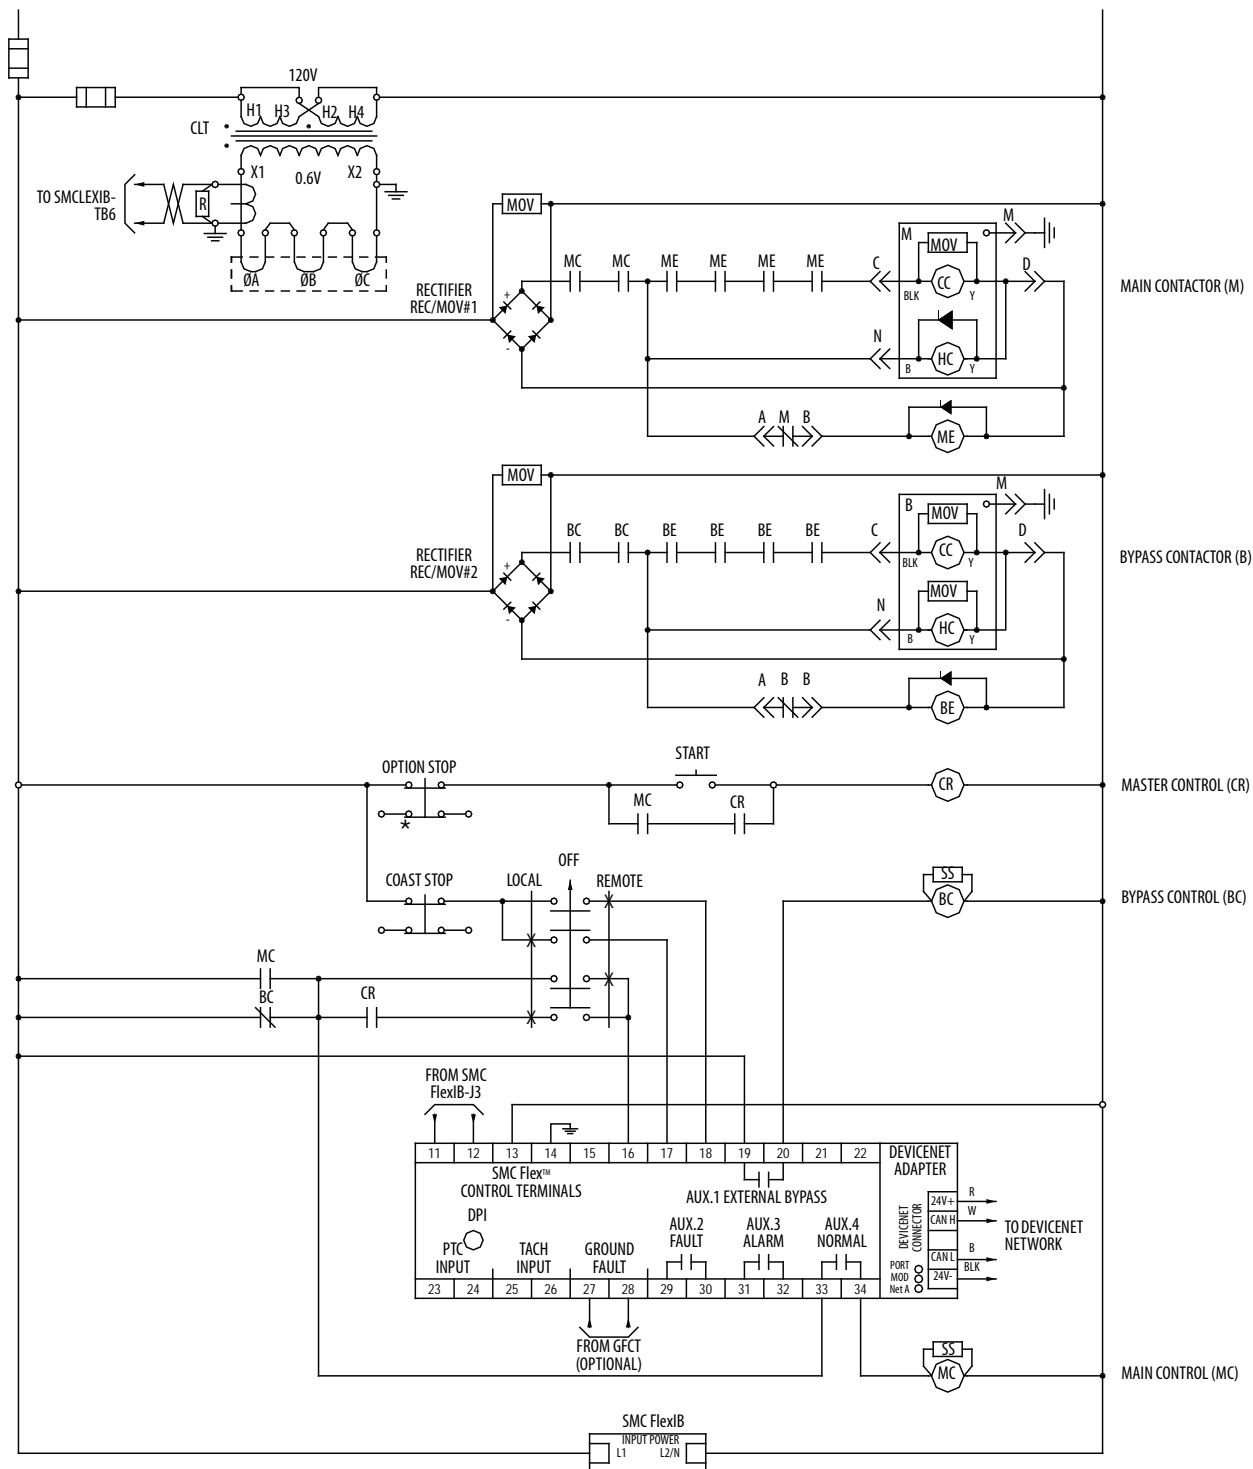 120V
H1 H3 H2 H4
CLT
X1 X2
0.6V
TO SMCLEXIB-
TB6
R
ØA ØB ØC
MOV
RECTIFIER
REC/MOV#1
+
-
MC MC ME ME ME ME
C
M
MOV
CC
BLK Y
M
D
N
HC
B Y
A M B
ME
MAIN CONTACTOR (M)
MOV
RECTIFIER
REC/MOV#2
+
-
BC BC BE BE BE BE
C
B
MOV
CC
BLK Y
M
D
N
MOV
HC
B Y
A B B
BE
BYPASS CONTACTOR (B)
OPTION STOP
*
START
MC CR
CR
MASTER CONTROL (CR)
OFF
COAST STOP
LOCAL
REMOTE
SS
BC
BYPASS CONTROL (BC)
MC
BC
CR
FROM SMC
FlexIB-J3
11 12 13 14 15 16 17 18 19 20 21 22
SMC Flex™
CONTROL TERMINALS
AUX.1 EXTERNAL BYPASS
DPI
PTC
INPUT
TACH
INPUT
GROUND
FAULT
AUX.2
FAULT
AUX.3
ALARM
AUX.4
NORMAL
23 24 25 26 27 28 29 30 31 32 33 34
DEVICENET
ADAPTER
DEVICENET
CONNECTOR
24V+
CAN H
CAN L
24V-
PORT
MOD
Net A
R
W
B
BLK
TO DEVICENET
NETWORK
FROM GFCT
(OPTIONAL)
SS
MC
MAIN CONTROL (MC)
SMC FlexIB
INPUT POWER
L1 L2/N